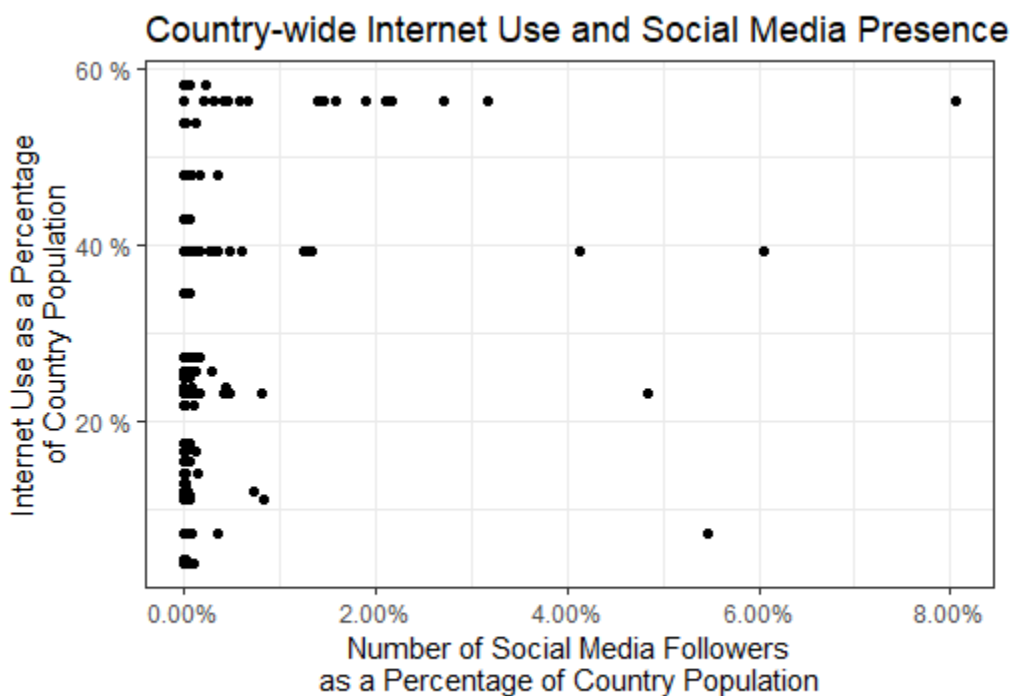 Country-wide Internet Use and Social Media Presence
Internet Use as a Percentage
of Country Population
60 %
40 %
20 %
0.00%
2.00%
4.00%
6.00%
8.00%
Number of Social Media Followers
as a Percentage of Country Population